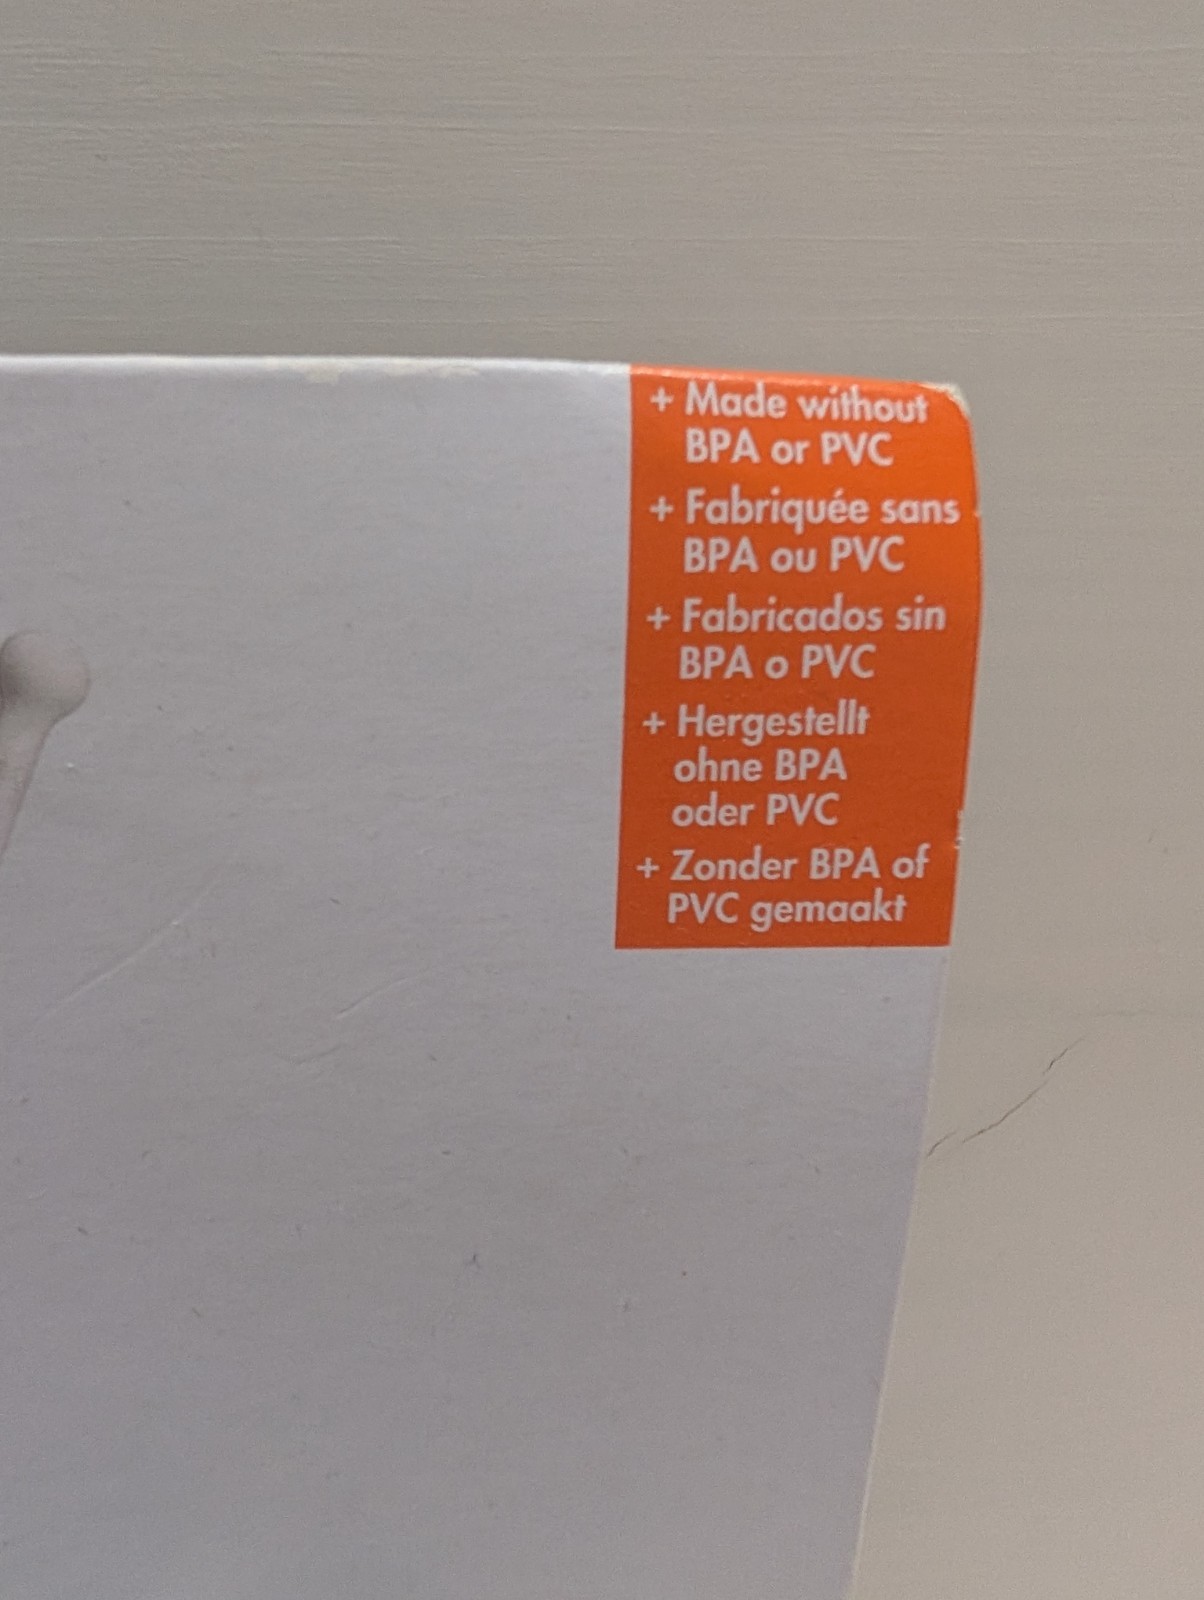 + Made without
BPA or PVC
+ Fabriquée sans
BPA ou PVC
+ Fabricados sin
BPA o PVC
+ Hergestellt
ohne BPA
oder PVC
+ Zonder BPA of
PVC gemaakt